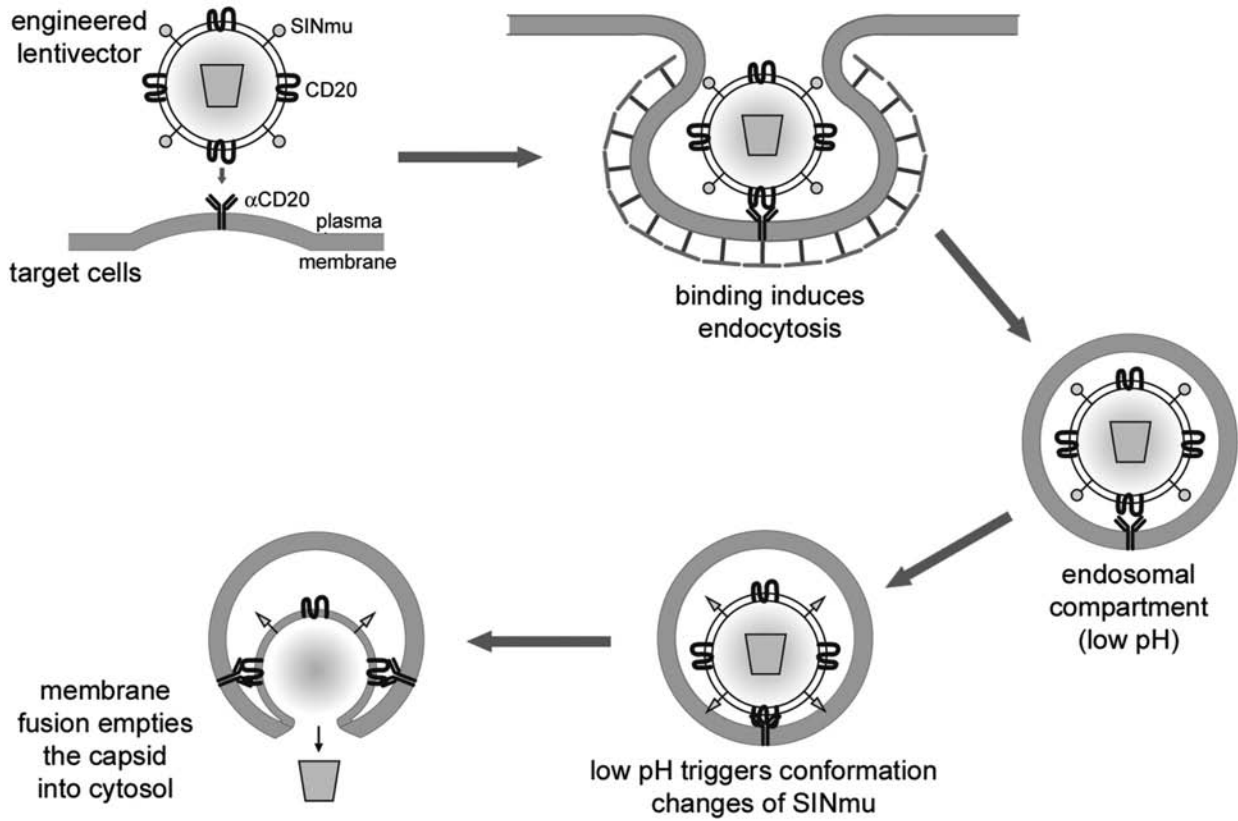 engineered
lentivector
SINmu
CD20
αCD20
plasma
membrane
target cells
binding induces
endocytosis
endosomal
compartment
(low pH)
low pH triggers conformation
changes of SINmu
membrane
fusion empties
the capsid
into cytosol